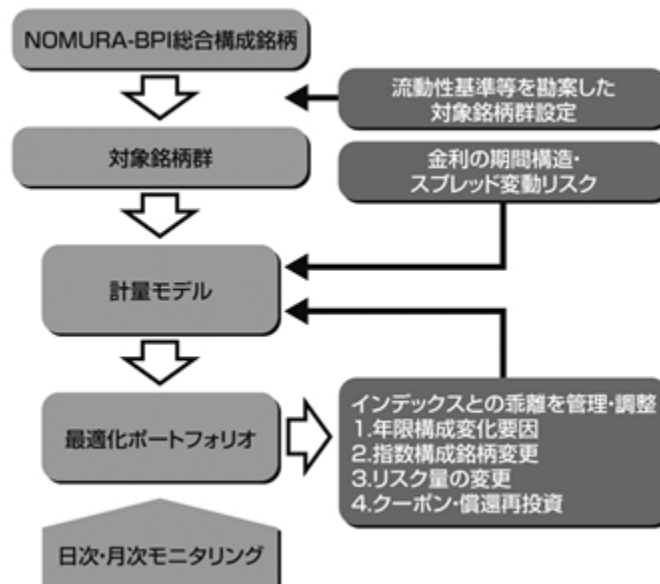 NOMURA-BPI総合構成銘柄
流動性基準等を勘案した
対象銘柄群設定
対象銘柄群
金利の期間構造・
スプレッド変動リスク
計量モデル
最適化ポートフォリオ
インデックスとの乖離を管理・調整
1.年限構成変化要因
2.指数構成銘柄変更
3.リスク量の変更
4.クーポン・償還再投資
日次・月次モニタリング